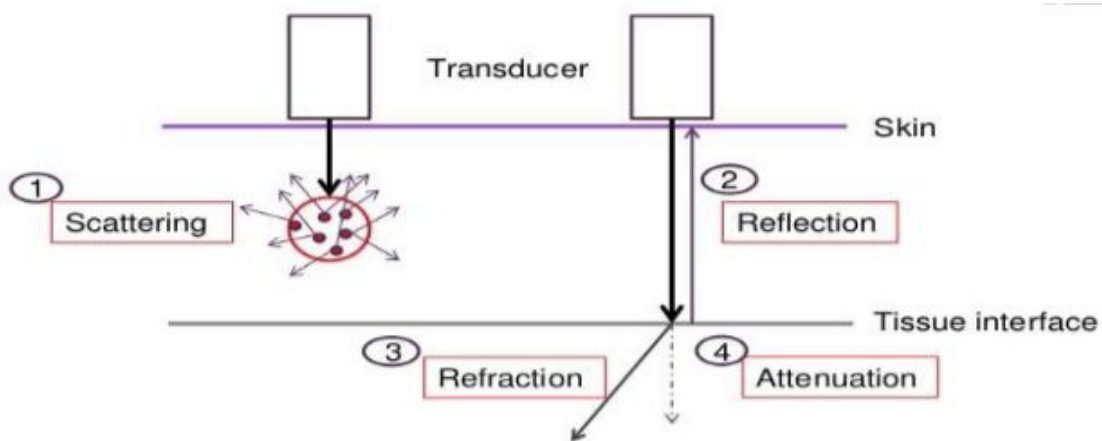 Transducer
Skin
1
Scattering
2
Reflection
Tissue interface
3
Refraction
4
Attenuation